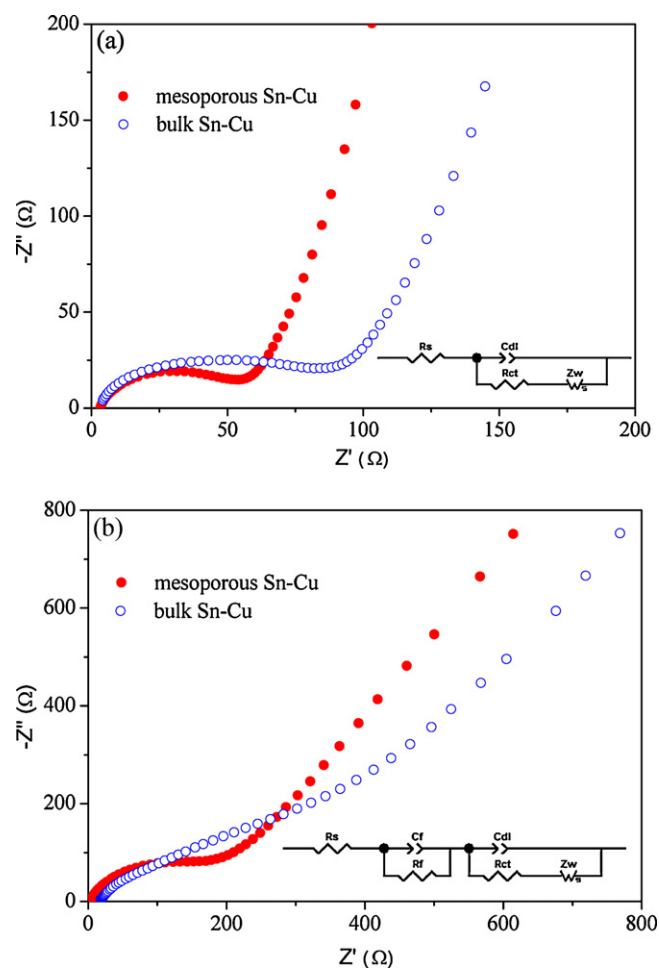 (a)
mesoporous Sn-Cu
bulk Sn-Cu
200
150
100
50
0
-Z" (Ω)
0 50 100 150 200
Z' (Ω)
Rs Cdl
Rct Zw
s
(b)
mesoporous Sn-Cu
bulk Sn-Cu
800
600
400
200
0
-Z" (Ω)
0 200 400 600 800
Z' (Ω)
Rs Cf Cdl
Rf Rct Zw
s